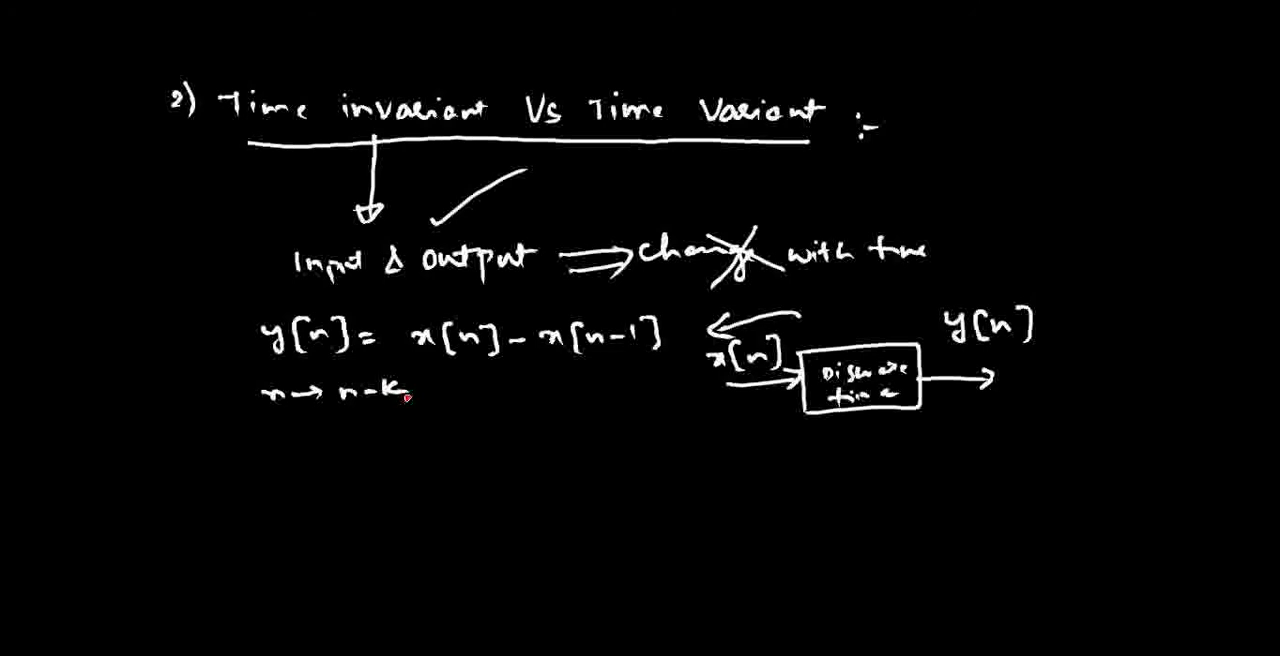 2) Time invariant Vs Time Variant :-
Input & output ⟹ change with time
y[n] = x[n] - x[n-1]
x[n]
y[n]
Discrete
time
n → n-k